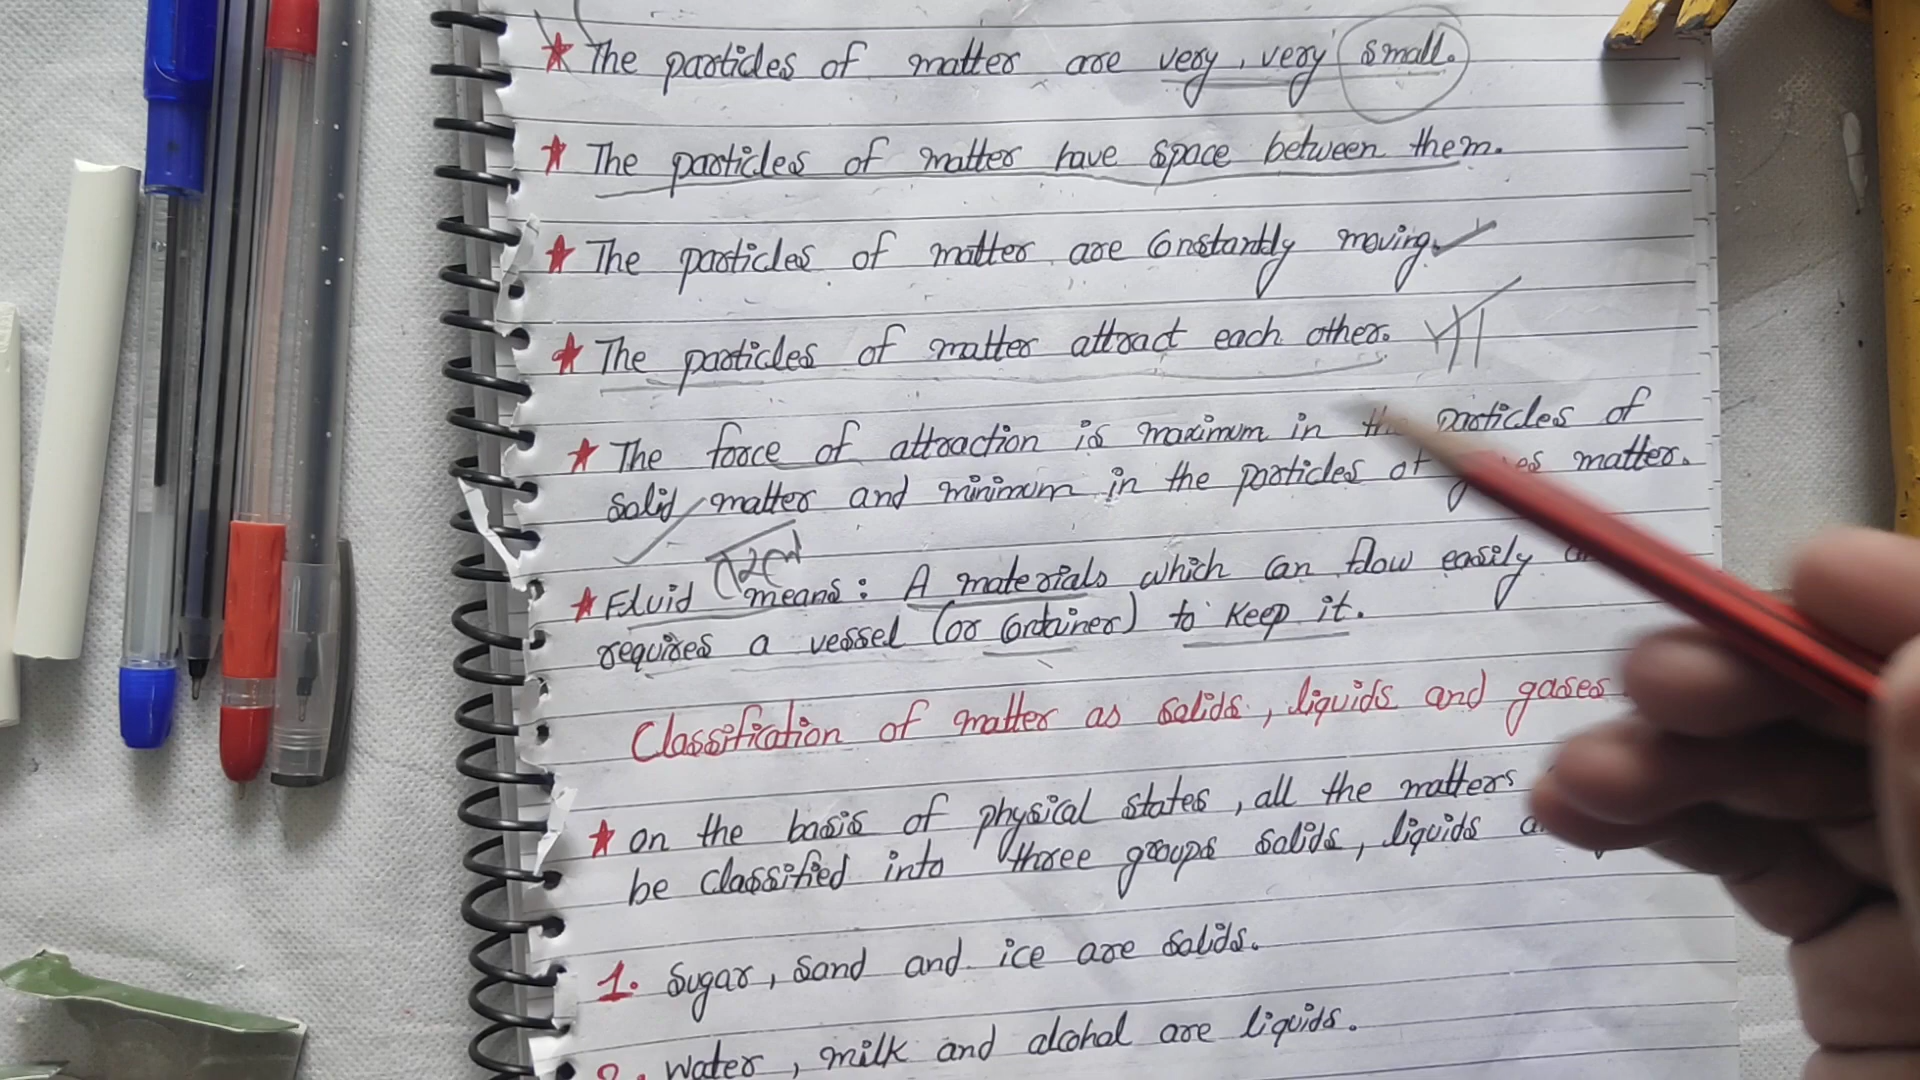 The particles of matter are very, very small.
The particles of matter have space between them.
The particles of matter are constantly moving.
The particles of matter attract each other.
The force of attraction is maximum in the particles of
solid matter and minimum in the particles of matter.
Fluid means: A materials which can flow easily
requires a vessel (or container) to keep it.
Classification of matter as solids, liquids and gases
on the basis of physical states, all the matters
be classified into three groups solids, liquids
1. Sugar, sand and ice are solids.
2. Water, milk and alcohol are liquids.